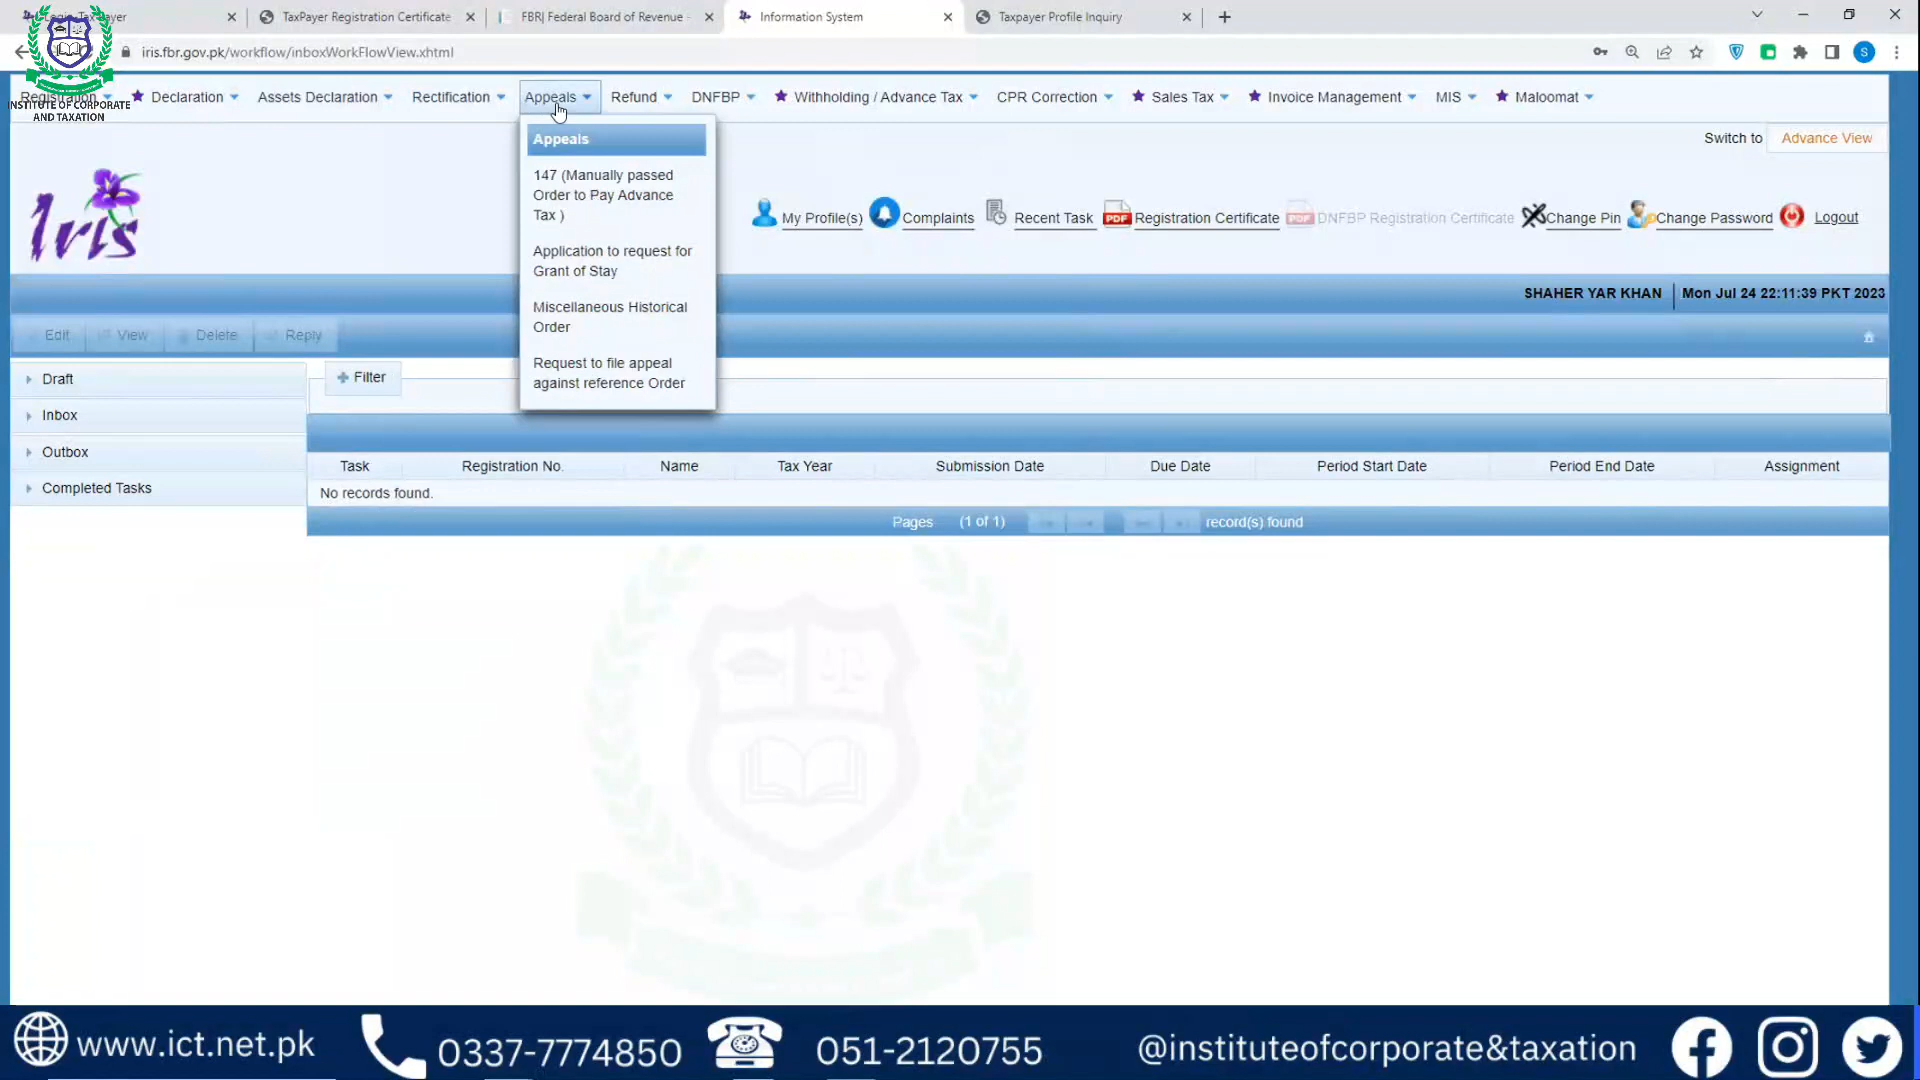 Taxpayer
TaxPayer Registration Certificate
FBR| Federal Board of Revenue -
Information System
Taxpayer Profile Inquiry
iris.fbr.gov.pk/workflow/inboxWorkFlowView.xhtml
S
INSTITUTE OF CORPORATE
AND TAXATION
Registration
Declaration
Assets Declaration
Rectification
Appeals
Refund
DNFBP
Withholding / Advance Tax
CPR Correction
Sales Tax
Invoice Management
MIS
Maloomat
Appeals
147 (Manually passed
Order to Pay Advance
Tax )
Application to request for
Grant of Stay
Miscellaneous Historical
Order
Request to file appeal
against reference Order
Switch to
Advance View
Iris
My Profile(s)
Complaints
Recent Task
PDF
Registration Certificate
PDF
DNFBP Registration Certificate
Change Pin
Change Password
Logout
SHAHER YAR KHAN
Mon Jul 24 22:11:39 PKT 2023
Edit
View
Delete
Reply
Draft
Inbox
Outbox
Completed Tasks
+ Filter
Task
Registration No.
Name
Tax Year
Submission Date
Due Date
Period Start Date
Period End Date
Assignment
No records found.
Pages
(1 of 1)
record(s) found
www.ict.net.pk
0337-7774850
051-2120755
@instituteofcorporate&taxation